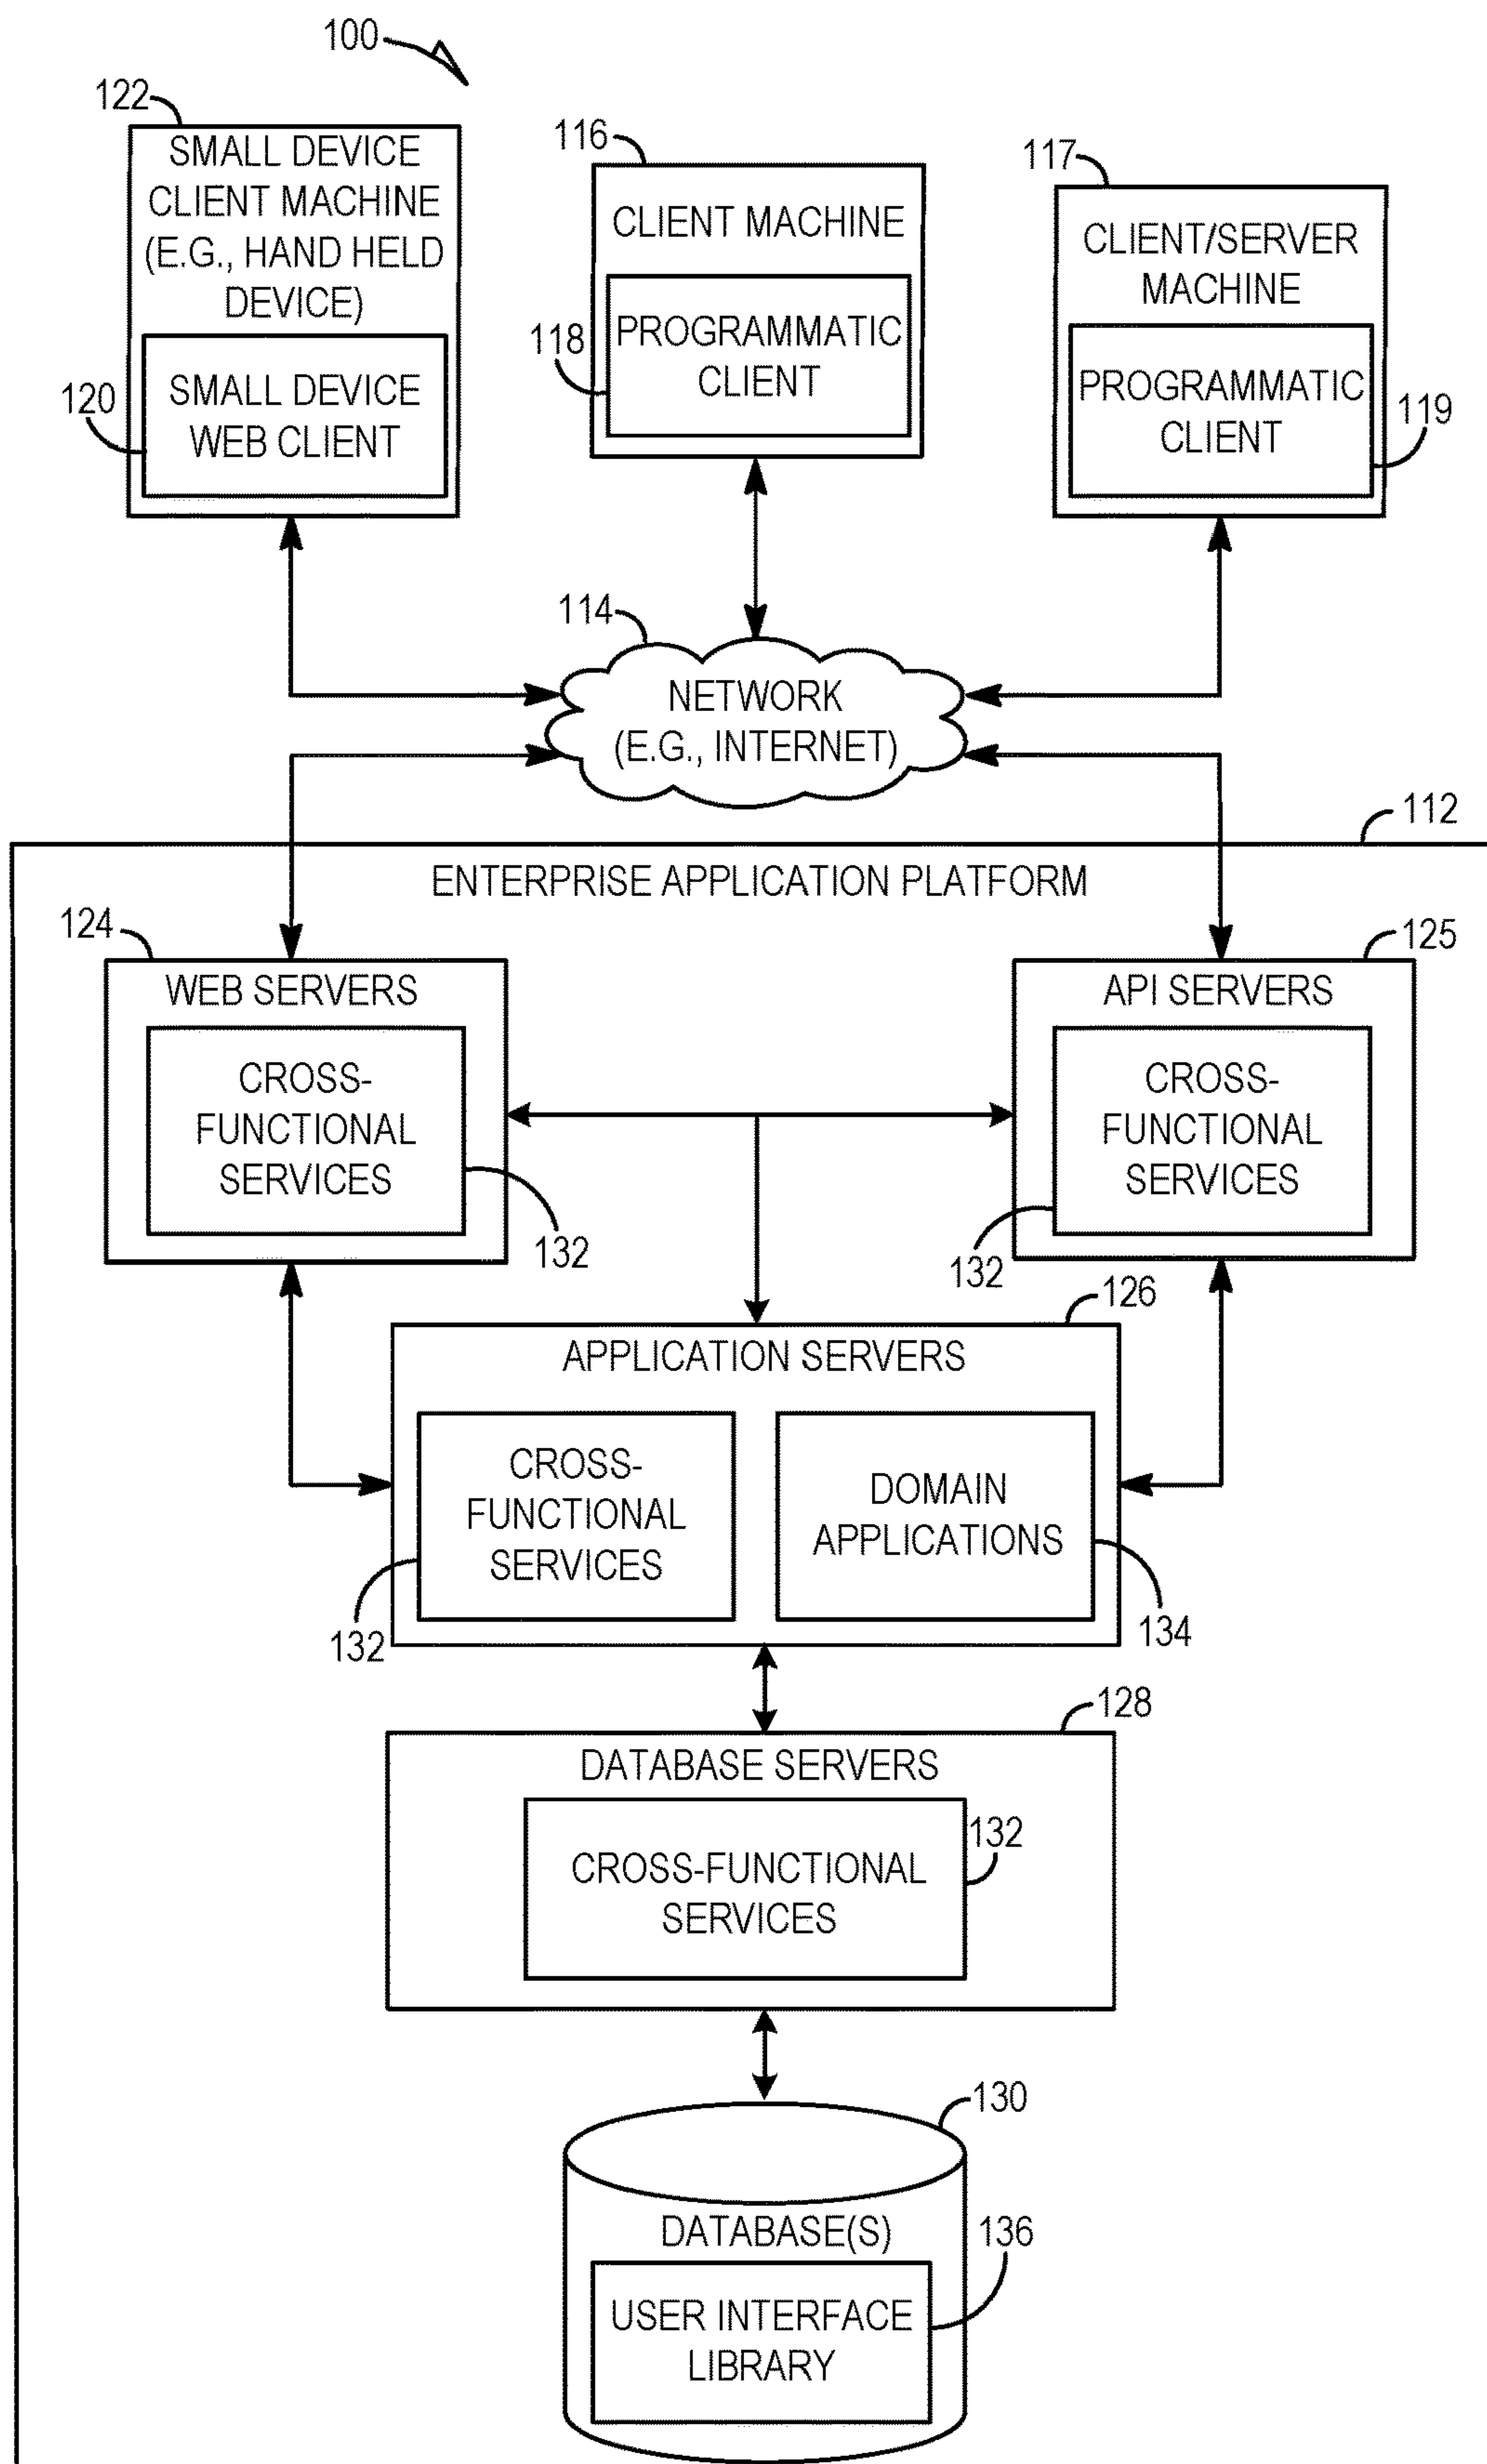 100
122
SMALL DEVICE
CLIENT MACHINE
(E.G., HAND HELD
DEVICE)
120
SMALL DEVICE
WEB CLIENT
116
CLIENT MACHINE
118
PROGRAMMATIC
CLIENT
117
CLIENT/SERVER
MACHINE
PROGRAMMATIC
CLIENT
119
114
NETWORK
(E.G., INTERNET)
112
ENTERPRISE APPLICATION PLATFORM
124
WEB SERVERS
CROSS-
FUNCTIONAL
SERVICES
132
125
API SERVERS
CROSS-
FUNCTIONAL
SERVICES
132
126
APPLICATION SERVERS
CROSS-
FUNCTIONAL
SERVICES
132
DOMAIN
APPLICATIONS
134
128
DATABASE SERVERS
132
CROSS-FUNCTIONAL
SERVICES
130
DATABASE(S)
136
USER INTERFACE
LIBRARY